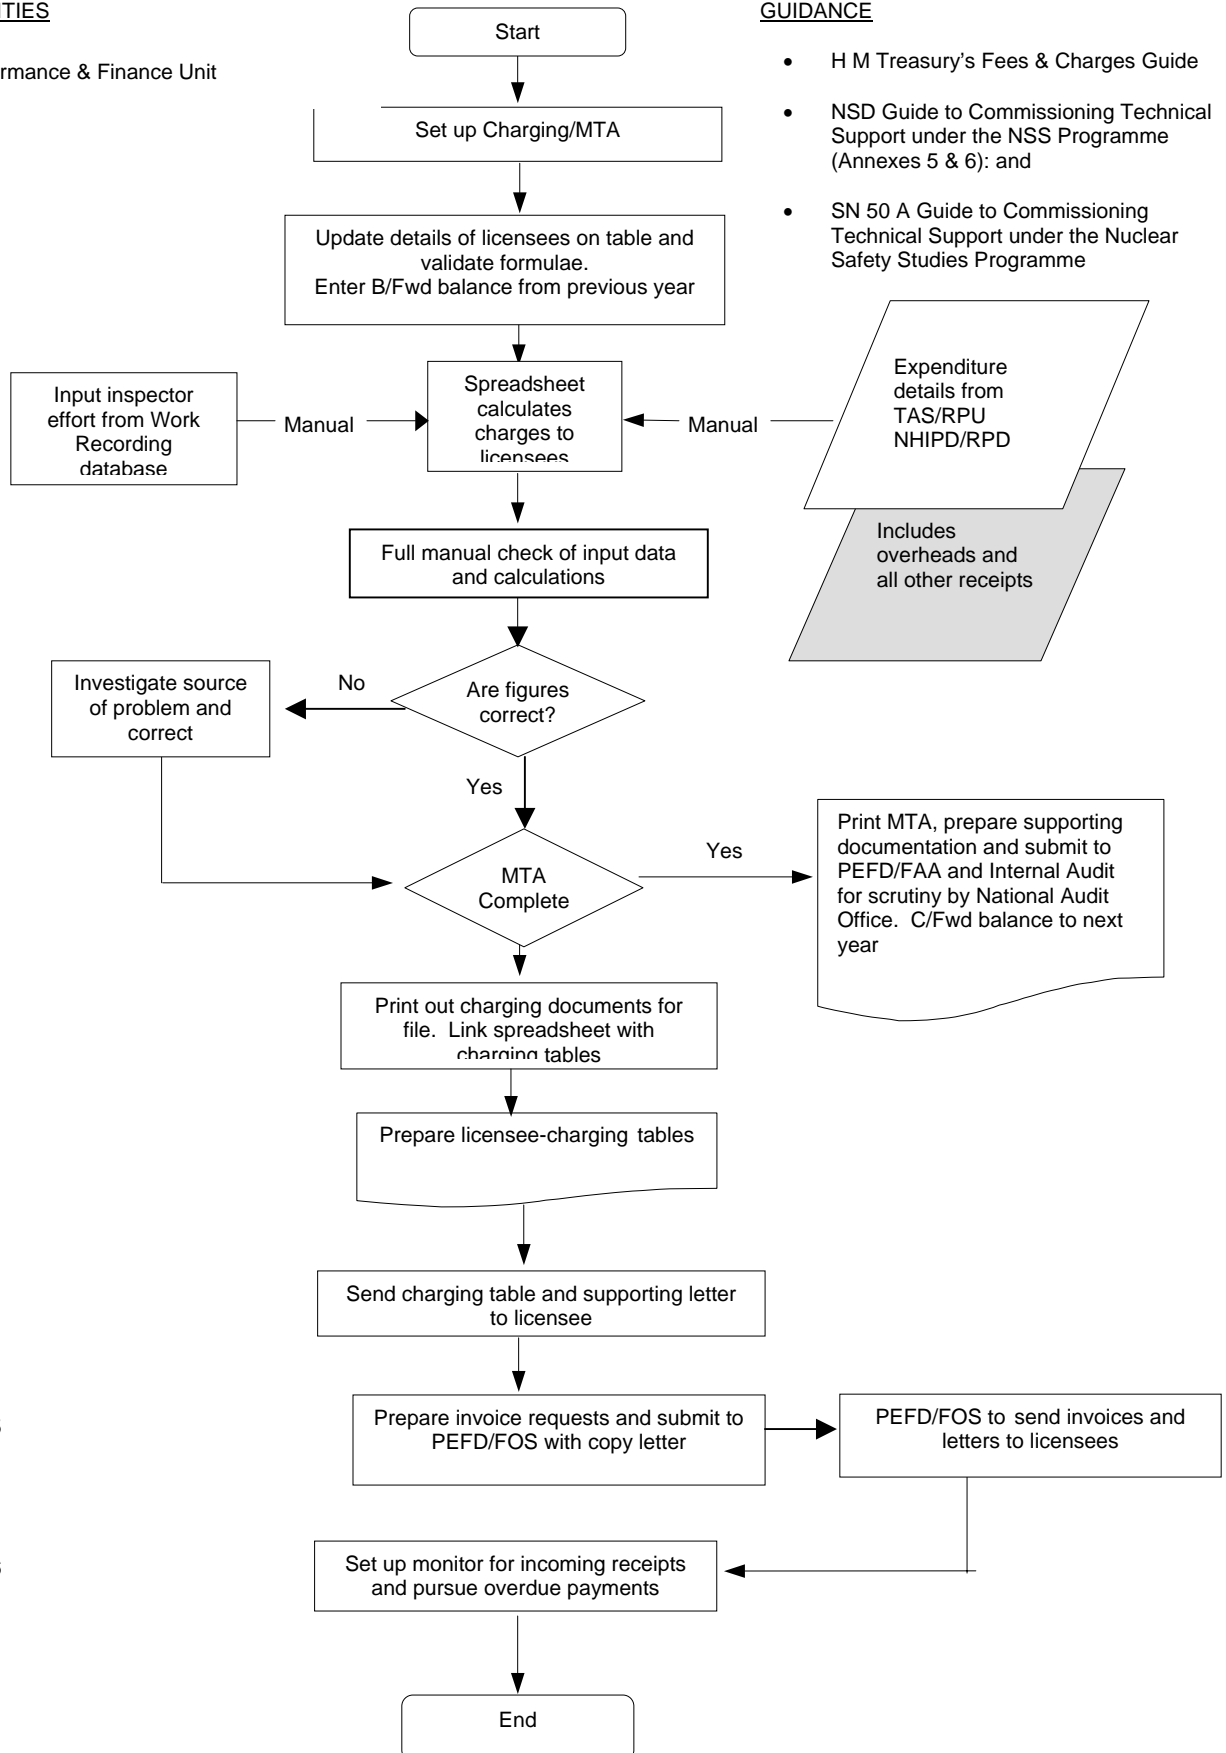 TIES
GUIDANCE
Start
rmance & Finance Unit
• H M Treasury's Fees & Charges Guide
• NSD Guide to Commissioning Technical
Support under the NSS Programme
(Annexes 5 & 6): and
• SN 50 A Guide to Commissioning
Technical Support under the Nuclear
Safety Studies Programme
Set up Charging/MTA
Update details of licensees on table and
validate formulae.
Enter B/Fwd balance from previous year
Input inspector
effort from Work
Recording
database
Manual
Spreadsheet
calculates
charges to
licensees
Manual
Expenditure
details from
TAS/RPU
NHIPD/RPD
Includes
overheads and
all other receipts
Full manual check of input data
and calculations
Are figures
correct?
No
Investigate source
of problem and
correct
Yes
MTA
Complete
Yes
Print MTA, prepare supporting
documentation and submit to
PEFD/FAA and Internal Audit
for scrutiny by National Audit
Office. C/Fwd balance to next
year
Print out charging documents for
file. Link spreadsheet with
charging tables
Prepare licensee-charging tables
Send charging table and supporting letter
to licensee
Prepare invoice requests and submit to
PEFD/FOS with copy letter
PEFD/FOS to send invoices and
letters to licensees
Set up monitor for incoming receipts
and pursue overdue payments
End